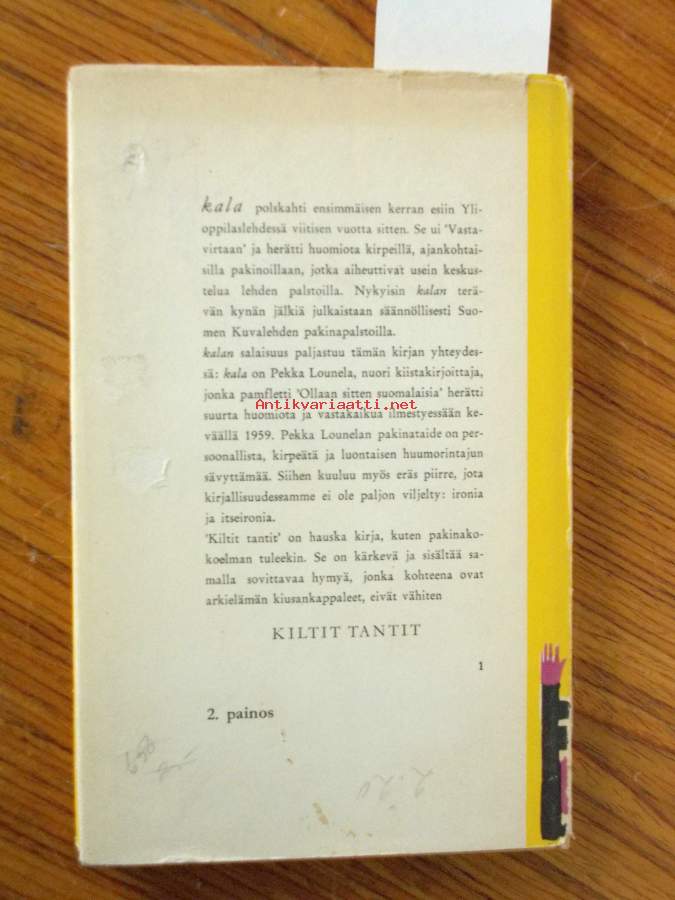 kala polskahti ensimmäisen kerran esiin Yli-
oppilaslehdessä viitisen vuotta sitten. Se ui 'Vasta-
virtaan' ja herätti huomiota kirpeillä, ajankohtai-
silla pakinoillaan, jotka aiheuttivat usein keskus-
telua lehden palstoilla. Nykyisin kalan terä-
vän kynän jälkiä julkaistaan säännöllisesti Suo-
men Kuvalehden pakinapalstoilla.
kalan salaisuus paljastuu tämän kirjan yhteydes-
sä: kala on Pekka Lounela, nuori kiistakirjoittaja,
jonka pamfletti 'Ollaan sitten suomalaisia' herätti
Antikvariaatti.net
suurta huomiota ja vastakaikua ilmestyessään ke-
väällä 1959. Pekka Lounelan pakinataide on per-
soonallista, kirpeätä ja luontaisen huumorintajun
sävyttämää. Siihen kuuluu myös eräs piirre, jota
kirjallisuudessamme ei ole paljon viljelty: ironia
ja itseironia.
'Kiltit tantit' on hauska kirja, kuten pakinako-
koelman tuleekin. Se on kärkevä ja sisältää sa-
malla sovittavaa hymyä, jonka kohteena ovat
arkielämän kiusankappaleet, eivät vähiten
KILTIT TANTIT
1
2. painos
2.20